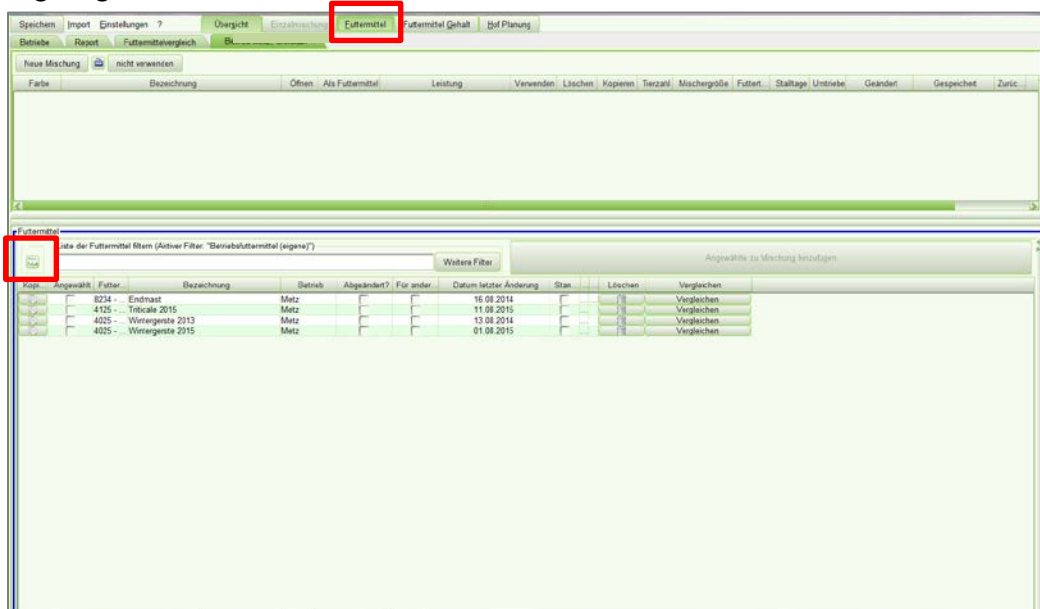 Speichern Import Einstellungen ? Übersicht Einzelmischung Futtermittel Futtermittel Gehalt Hof Planung
Betriebe Report Futtermittelvergleich
Neue Mischung nicht verwenden
Farbe Bezeichnung Öffnen Als Futtermittel Leistung Verwenden Löschen Kopieren Tierzahl Mischergröße Futtert... Stalltage Umtriebe Geändert Gespeichert Zurüc...
Futtermittel
Liste der Futtermittel filtern (Aktiver Filter: "Betriebsfuttermittel (eigene)")
Weitere Filter Angewählte zu Mischung hinzufügen
Kopi... Angewählt Futter... Bezeichnung Betrieb Abgeändert? Für ander... Datum letzter Änderung Stan... ... Löschen Vergleichen
8234 - ... Endmast Metz 16.08.2014 ... Vergleichen
4125 - ... Triticale 2015 Metz 11.08.2015 ... Vergleichen
4025 - ... Wintergerste 2013 Metz 13.08.2014 ... Vergleichen
4025 - ... Wintergerste 2015 Metz 01.08.2015 ... Vergleichen